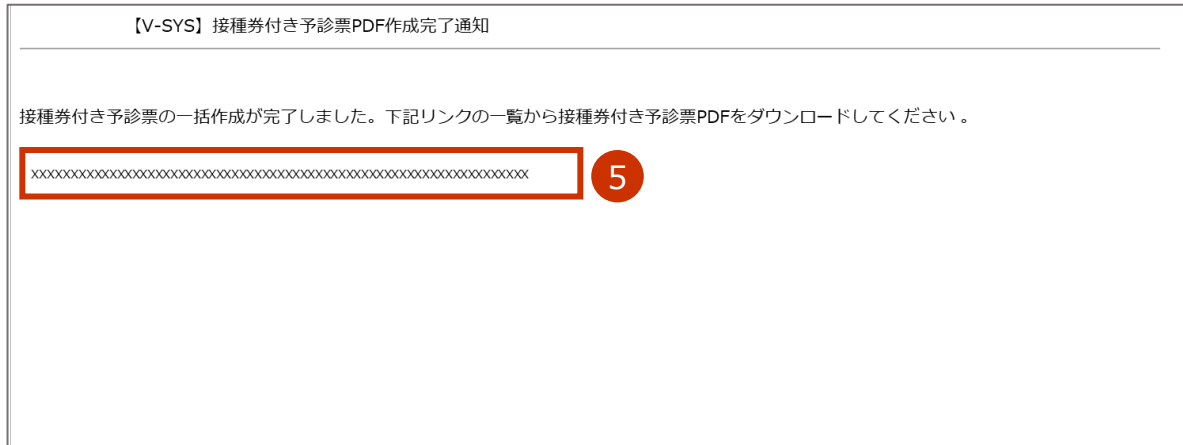 【V-SYS】接種券付き予診票PDF作成完了通知
接種券付き予診票の一括作成が完了しました。下記リンクの一覧から接種券付き予診票PDFをダウンロードしてください 。
xxxxxxxxxxxxxxxxxxxxxxxxxxxxxxxxxxxxxxxxxxxxxxxxxxxxxxxxxxxxxxxxx
5